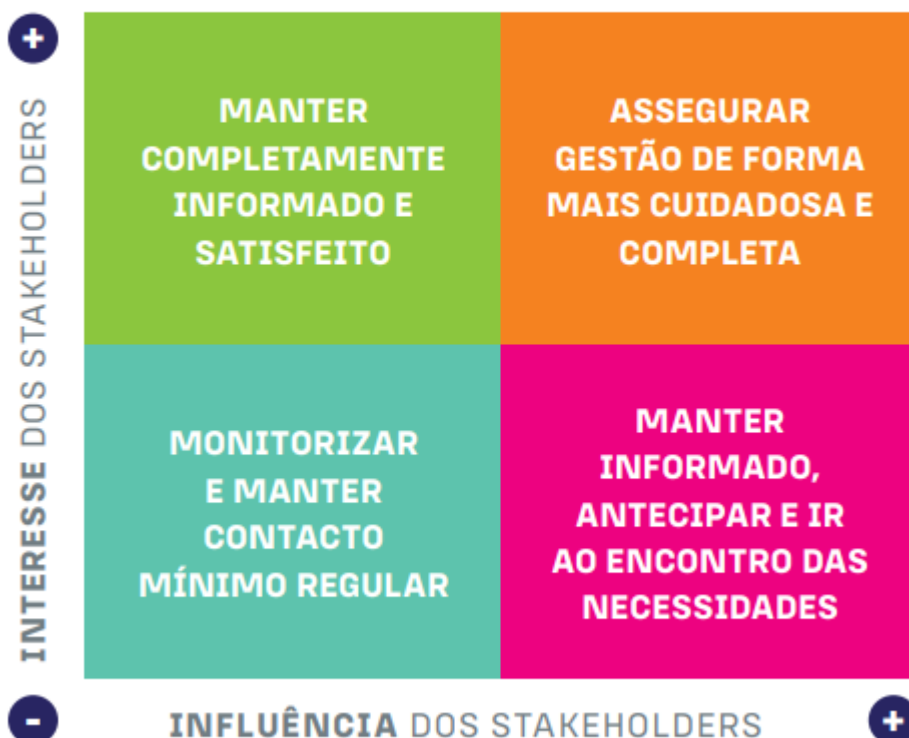 +
INTERESSE DOS STAKEHOLDERS
MANTER
COMPLETAMENTE
INFORMADO E
SATISFEITO
ASSEGURAR
GESTÃO DE FORMA
MAIS CUIDADOSA E
COMPLETA
MONITORIZAR
E MANTER
CONTACTO
MÍNIMO REGULAR
MANTER
INFORMADO,
ANTECIPAR E IR
AO ENCONTRO DAS
NECESSIDADES
-
INFLUÊNCIA DOS STAKEHOLDERS
+